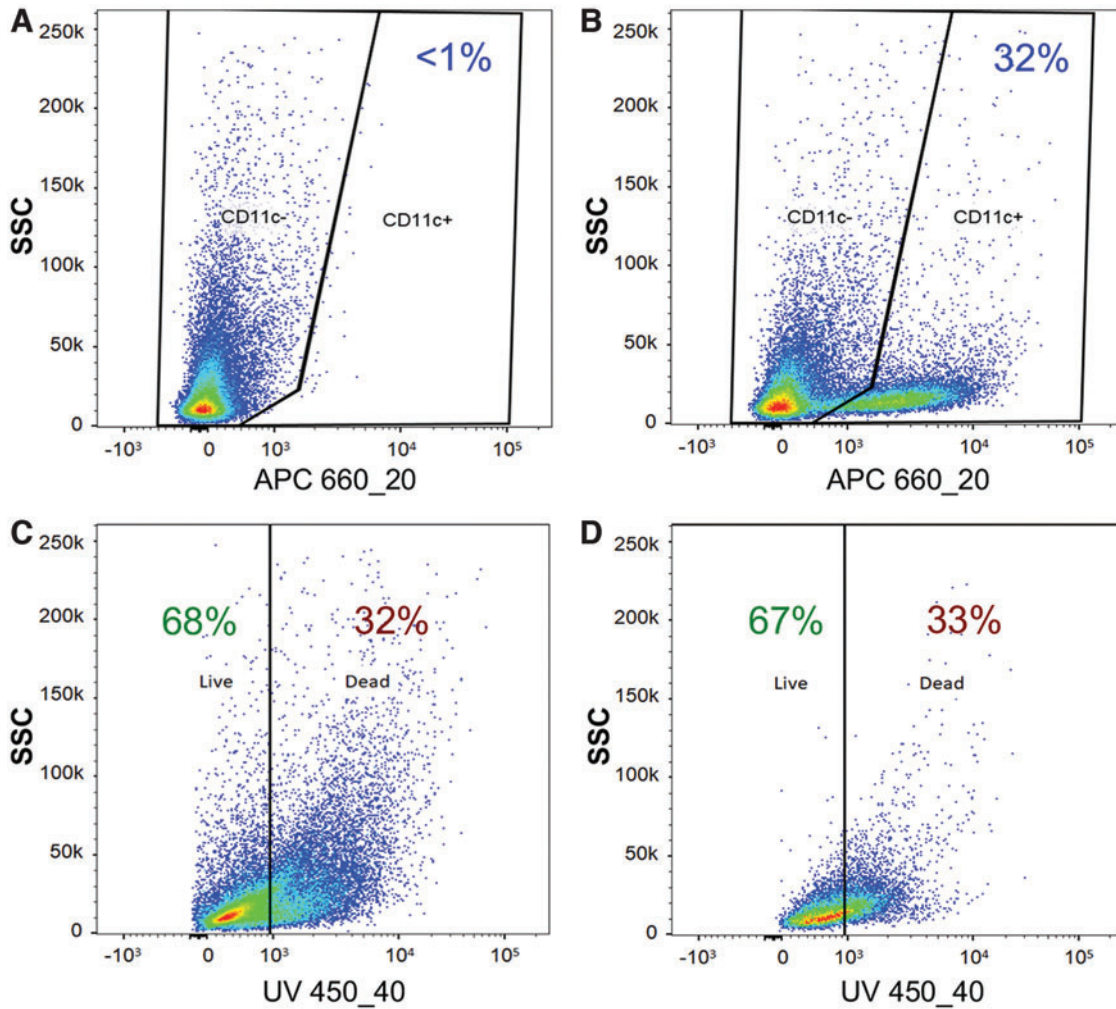 A
250k
200k
150k
100k
50k
0
SSC
<1%
CD11c-
CD11c+
-10³
0
10³
10⁴
10⁵
APC 660_20
B
250k
200k
150k
100k
50k
0
SSC
32%
CD11c-
CD11c+
-10³
0
10³
10⁴
10⁵
APC 660_20
C
250k
200k
150k
100k
50k
0
SSC
68%
32%
Live
Dead
-10³
0
10³
10⁴
10⁵
UV 450_40
D
250k
200k
150k
100k
50k
0
SSC
67%
33%
Live
Dead
-10³
0
10³
10⁴
10⁵
UV 450_40